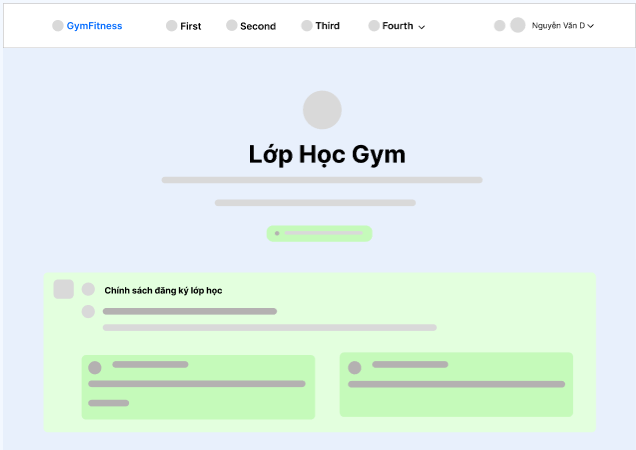 GymFitness First Second Third Fourth Nguyễn Văn D
Lớp Học Gym
Chính sách đăng ký lớp học